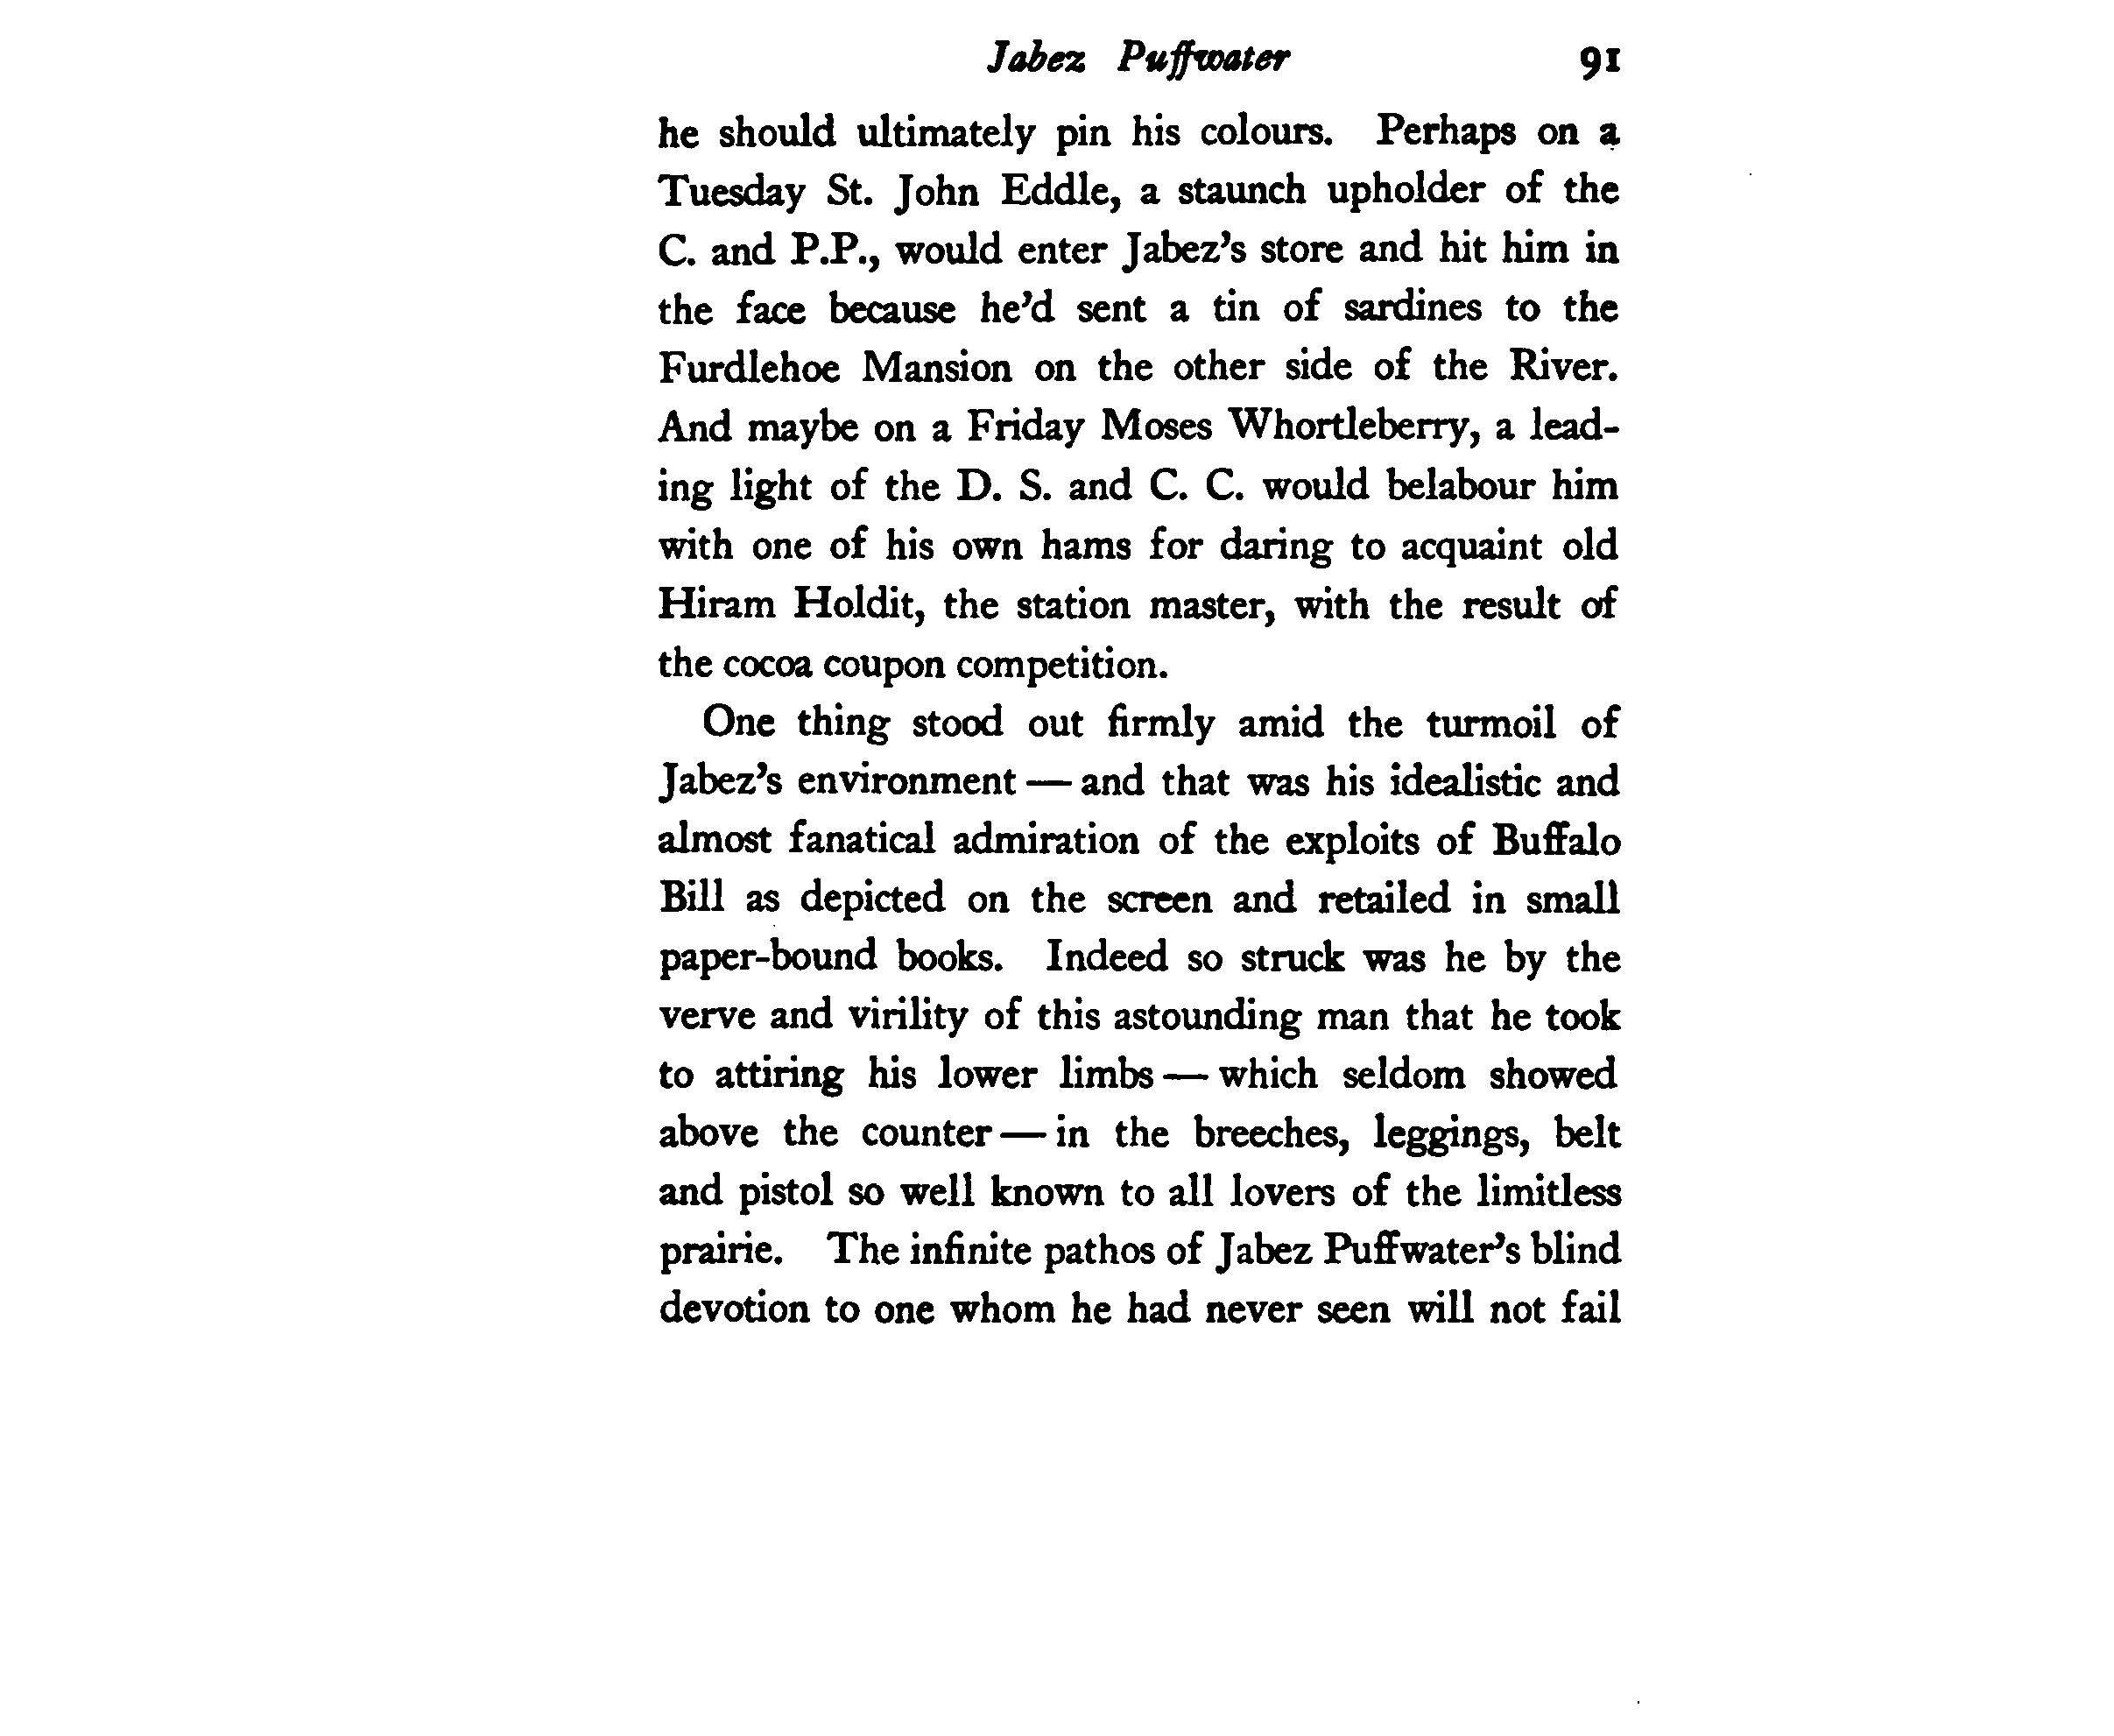 Jabez Puffwater 91
he should ultimately pin his colours. Perhaps on a
Tuesday St. John Eddle, a staunch upholder of the
C. and P.P., would enter Jabez's store and hit him in
the face because he'd sent a tin of sardines to the
Furdlehoe Mansion on the other side of the River.
And maybe on a Friday Moses Whortleberry, a lead-
ing light of the D. S. and C. C. would belabour him
with one of his own hams for daring to acquaint old
Hiram Holdit, the station master, with the result of
the cocoa coupon competition.
One thing stood out firmly amid the turmoil of
Jabez's environment — and that was his idealistic and
almost fanatical admiration of the exploits of Buffalo
Bill as depicted on the screen and retailed in small
paper-bound books. Indeed so struck was he by the
verve and virility of this astounding man that he took
to attiring his lower limbs — which seldom showed
above the counter — in the breeches, leggings, belt
and pistol so well known to all lovers of the limitless
prairie. The infinite pathos of Jabez Puffwater's blind
devotion to one whom he had never seen will not fail